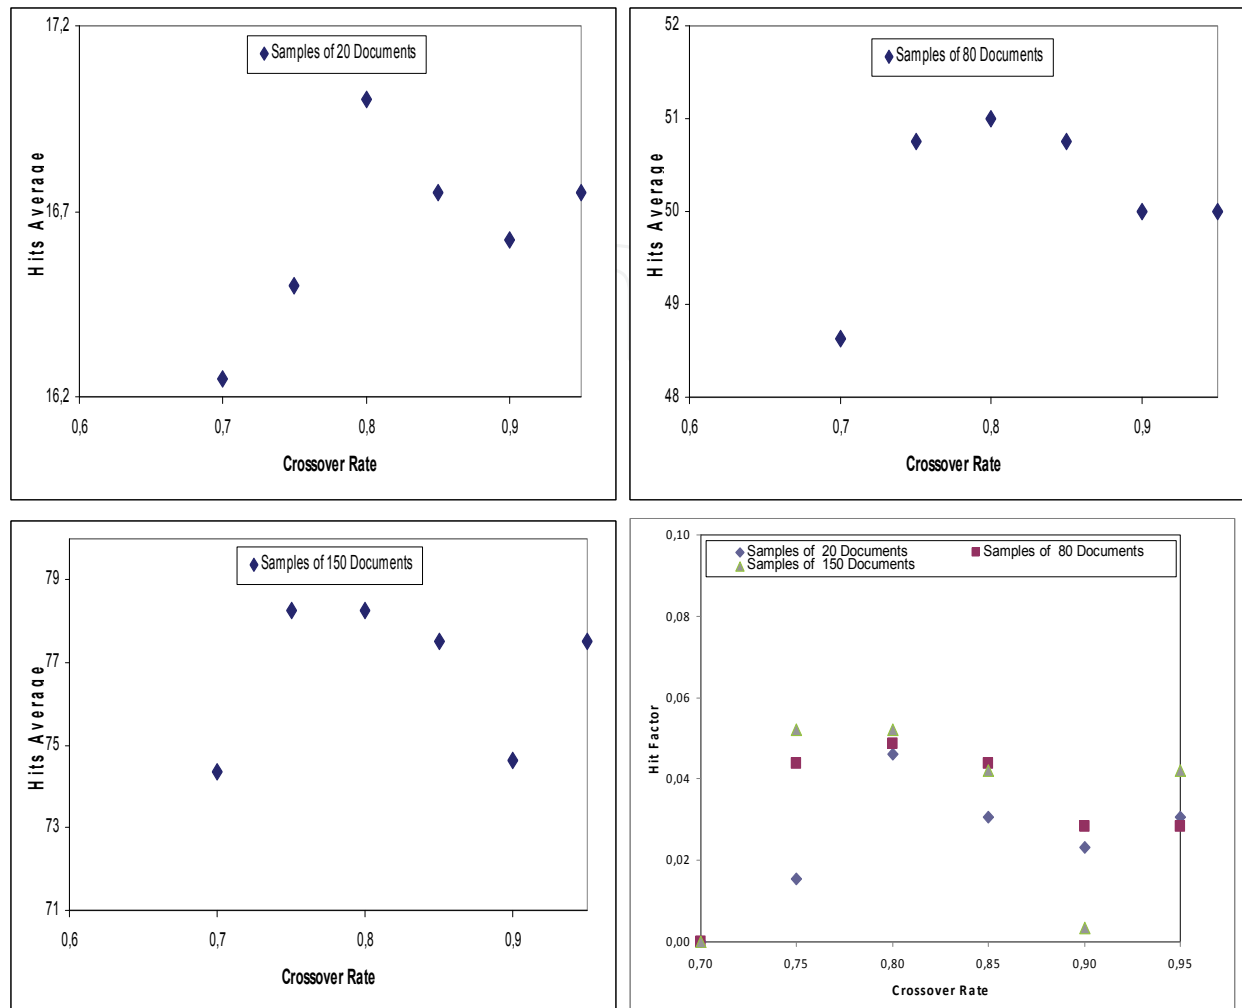 17,2
Samples of 20 Documents
Hits Average
16,7
16,2
0,6 0,7 0,8 0,9
Crossover Rate
52
Samples of 80 Documents
51
Hits Average
50
49
48
0,6 0,7 0,8 0,9
Crossover Rate
79
Samples of 150 Documents
77
Hits Average
75
73
71
0,6 0,7 0,8 0,9
Crossover Rate
0,10
Samples of 20 Documents Samples of 80 Documents
Samples of 150 Documents
0,08
0,06
Hit Factor
0,04
0,02
0,00
0,70 0,75 0,80 0,85 0,90 0,95
Crossover Rate